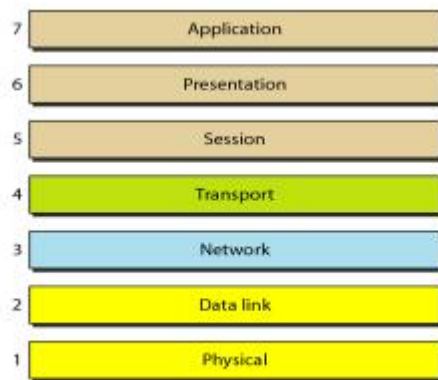 7 Application
6 Presentation
5 Session
4 Transport
3 Network
2 Data link
1 Physical